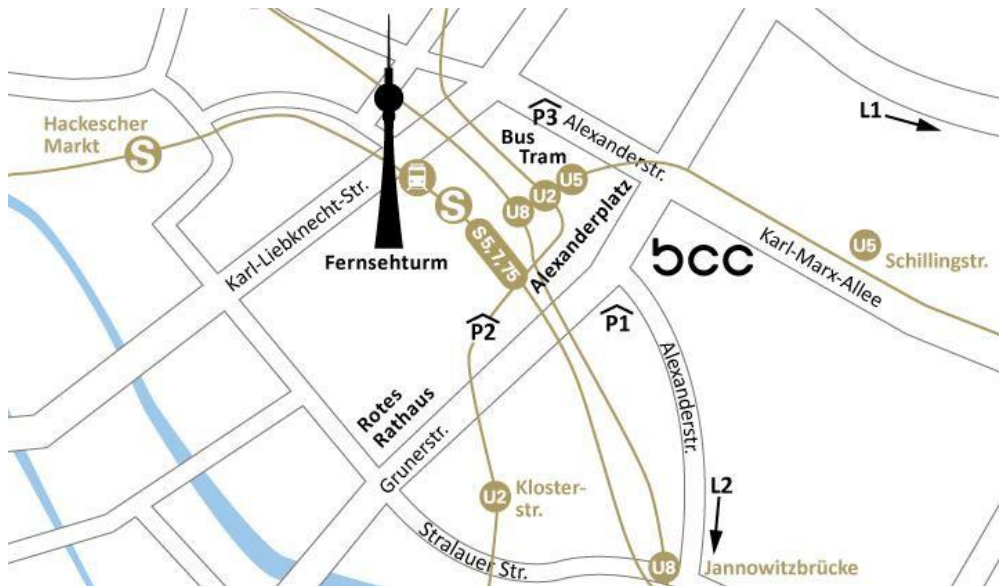 Hackescher
Markt
S
Karl-Liebknecht-Str.
Fernsehturm
S
S5,7,75
U8
U2
U5
Bus
Tram
P3
Alexanderstr.
Alexanderplatz
L1
bcc
Karl-Marx-Allee
U5
Schillingstr.
P2
P1
Rotes
Rathaus
Grunerstr.
Alexanderstr.
U2
Kloster-
str.
Stralauer Str.
L2
U8
Jannowitzbrücke